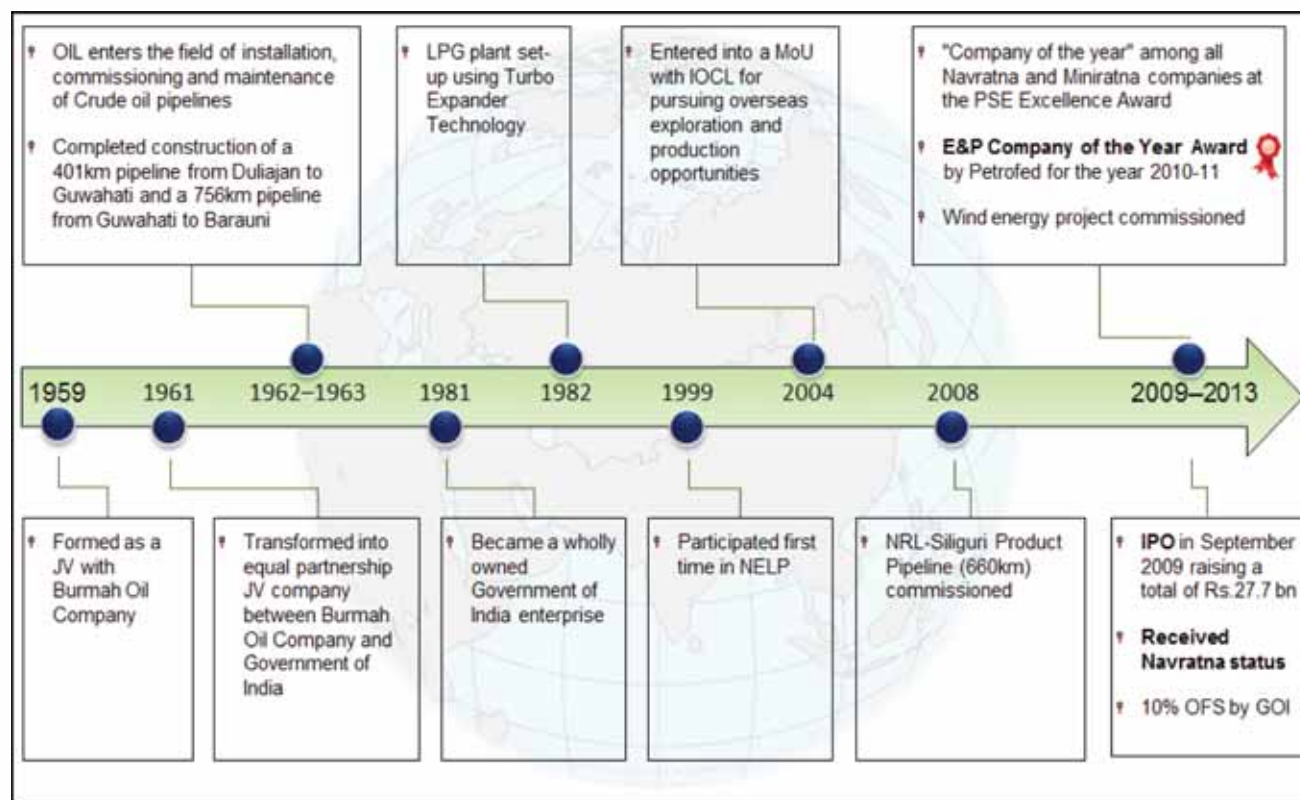 OIL enters the field of installation,
commissioning and maintenance
of Crude oil pipelines
Completed construction of a
401km pipeline from Duliajan to
Guwahati and a 756km pipeline
from Guwahati to Barauni
LPG plant set-
up using Turbo
Expander
Technology
Entered into a MoU
with IOCL for
pursuing overseas
exploration and
production
opportunities
"Company of the year" among all
Navratna and Miniratna companies at
the PSE Excellence Award
E&P Company of the Year Award
by Petrofed for the year 2010-11
Wind energy project commissioned
1959 1961 1962–1963 1981 1982 1999 2004 2008 2009–2013
Formed as a
JV with
Burmah Oil
Company
Transformed into
equal partnership
JV company
between Burmah
Oil Company and
Government of
India
Became a wholly
owned
Government of
India enterprise
Participated first
time in NELP
NRL-Siliguri Product
Pipeline (660km)
commissioned
IPO in September
2009 raising a
total of Rs.27.7 bn
Received
Navratna status
10% OFS by GOI